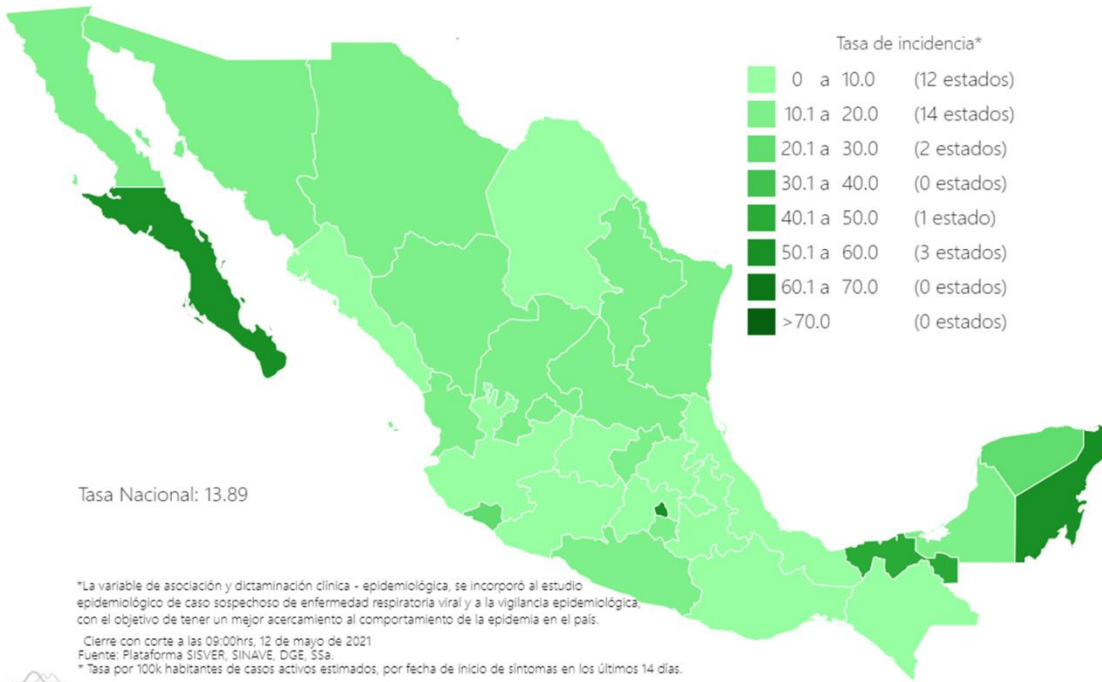 Tasa de incidencia*
0 a 10.0 (12 estados)
10.1 a 20.0 (14 estados)
20.1 a 30.0 (2 estados)
30.1 a 40.0 (0 estados)
40.1 a 50.0 (1 estado)
50.1 a 60.0 (3 estados)
60.1 a 70.0 (0 estados)
>70.0 (0 estados)
Tasa Nacional: 13.89
*La variable de asociación y dictaminación clínica - epidemiológica, se incorporó al estudio
epidemiológico de caso sospechoso de enfermedad respiratoria viral y a la vigilancia epidemiológica,
con el objetivo de tener un mejor acercamiento al comportamiento de la epidemia en el país.
Cierre con corte a las 09:00hrs, 12 de mayo de 2021
Fuente: Plataforma SISVER, SINAVE, DGE, SSa.
* Tasa por 100k habitantes de casos activos estimados, por fecha de inicio de síntomas en los últimos 14 días.